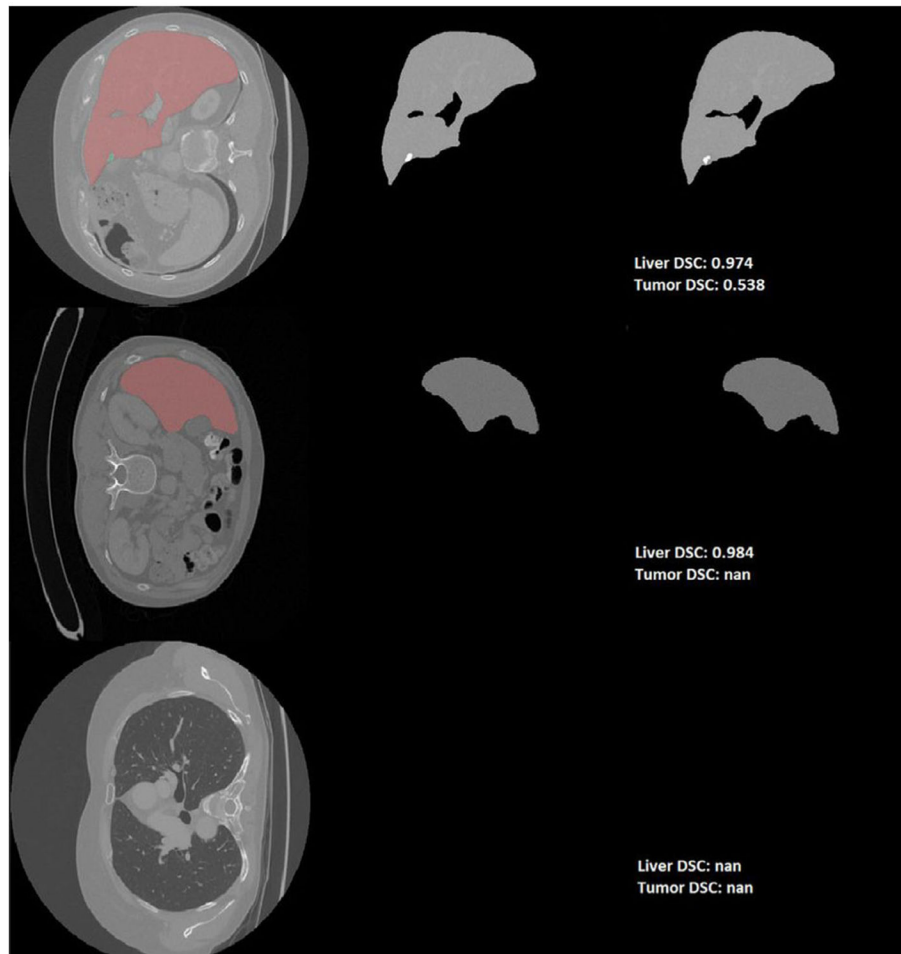 Liver DSC: 0.974
Tumor DSC: 0.538
Liver DSC: 0.984
Tumor DSC: nan
Liver DSC: nan
Tumor DSC: nan